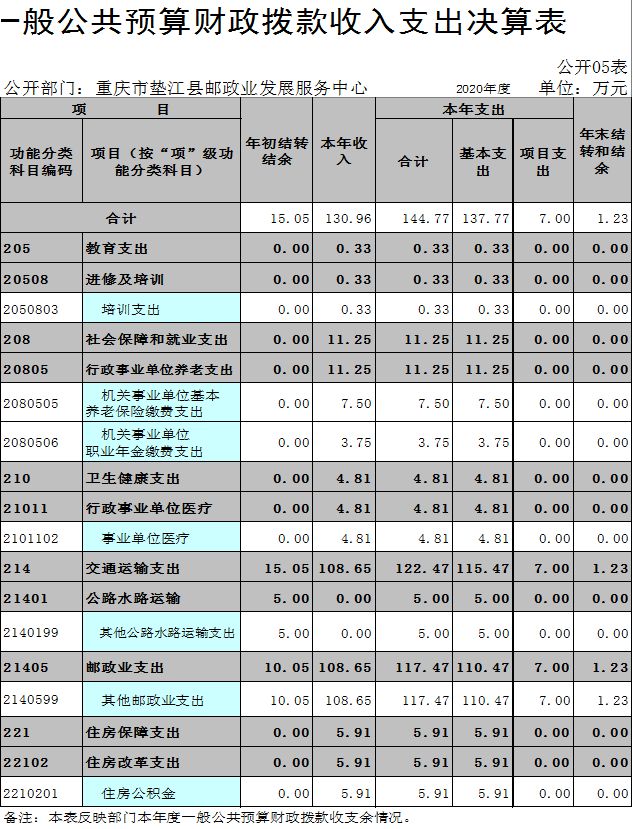 一般公共预算财政拨款收入支出决算表
公开05表
公开部门：重庆市垫江县邮政业发展服务中心 2020年度 单位：万元
项 目 年初结转结余 本年收入 本年支出 年末结转和结余
功能分类科目编码 项目（按“项”级功能分类科目） 合计 基本支出 项目支出
合计 15.05 130.96 144.77 137.77 7.00 1.23
205 教育支出 0.00 0.33 0.33 0.33 0.00 0.00
20508 进修及培训 0.00 0.33 0.33 0.33 0.00 0.00
2050803 培训支出 0.00 0.33 0.33 0.33 0.00 0.00
208 社会保障和就业支出 0.00 11.25 11.25 11.25 0.00 0.00
20805 行政事业单位养老支出 0.00 11.25 11.25 11.25 0.00 0.00
2080505 机关事业单位基本养老保险缴费支出 0.00 7.50 7.50 7.50 0.00 0.00
2080506 机关事业单位职业年金缴费支出 0.00 3.75 3.75 3.75 0.00 0.00
210 卫生健康支出 0.00 4.81 4.81 4.81 0.00 0.00
21011 行政事业单位医疗 0.00 4.81 4.81 4.81 0.00 0.00
2101102 事业单位医疗 0.00 4.81 4.81 4.81 0.00 0.00
214 交通运输支出 15.05 108.65 122.47 115.47 7.00 1.23
21401 公路水路运输 5.00 0.00 5.00 5.00 0.00 0.00
2140199 其他公路水路运输支出 5.00 0.00 5.00 5.00 0.00 0.00
21405 邮政业支出 10.05 108.65 117.47 110.47 7.00 1.23
2140599 其他邮政业支出 10.05 108.65 117.47 110.47 7.00 1.23
221 住房保障支出 0.00 5.91 5.91 5.91 0.00 0.00
22102 住房改革支出 0.00 5.91 5.91 5.91 0.00 0.00
2210201 住房公积金 0.00 5.91 5.91 5.91 0.00 0.00
备注：本表反映部门本年度一般公共预算财政拨款收支余情况。